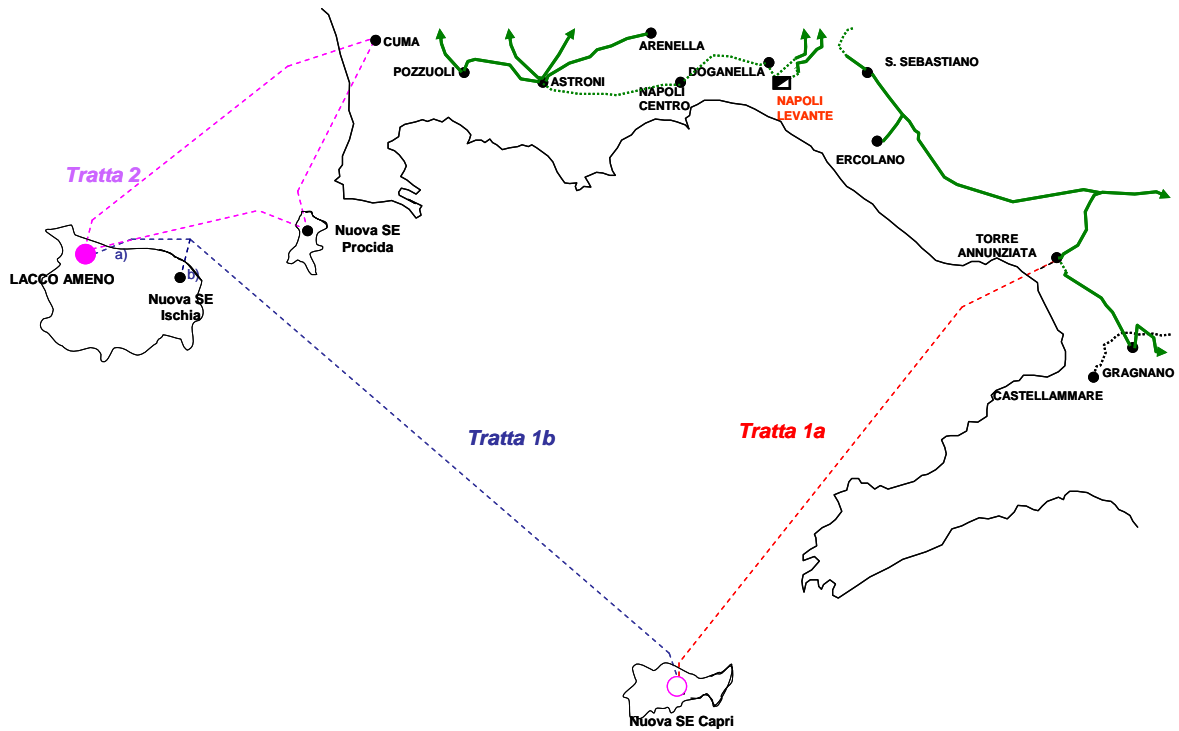 CUMA
ARENELLA
POZZUOLI
ASTRONI
DOGANELLA
NAPOLI
CENTRO
NAPOLI
LEVANTE
S. SEBASTIANO
ERCOLANO
Tratta 2
Nuova SE
Procida
LACCO AMENO
a)
b)
Nuova SE
Ischia
TORRE
ANNUNZIATA
GRAGNANO
CASTELLAMMARE
Tratta 1b
Tratta 1a
Nuova SE Capri